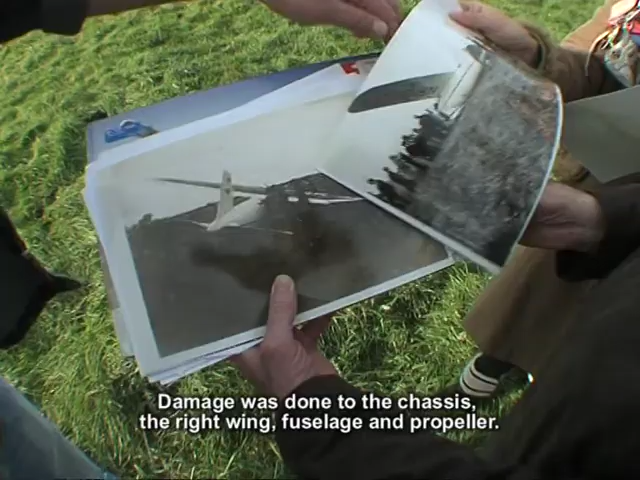 Damage was done to the chassis,
the right wing, fuselage and propeller.